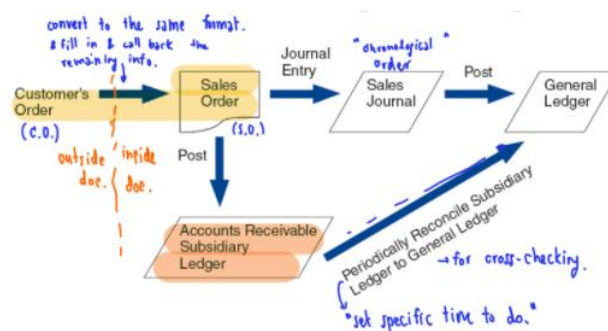 convert to the same format.
& fill in & call back the
remaining info.
Customer's
Order
(C.O.)
Sales
Order
(S.O.)
Journal
Entry
"chronological
order"
Sales
Journal
Post
General
Ledger
outside
doc.
inside
doc.
Post
Accounts Receivable
Subsidiary
Ledger
Periodically Reconcile Subsidiary
Ledger to General Ledger
→ for cross-checking.
"set specific time to do."